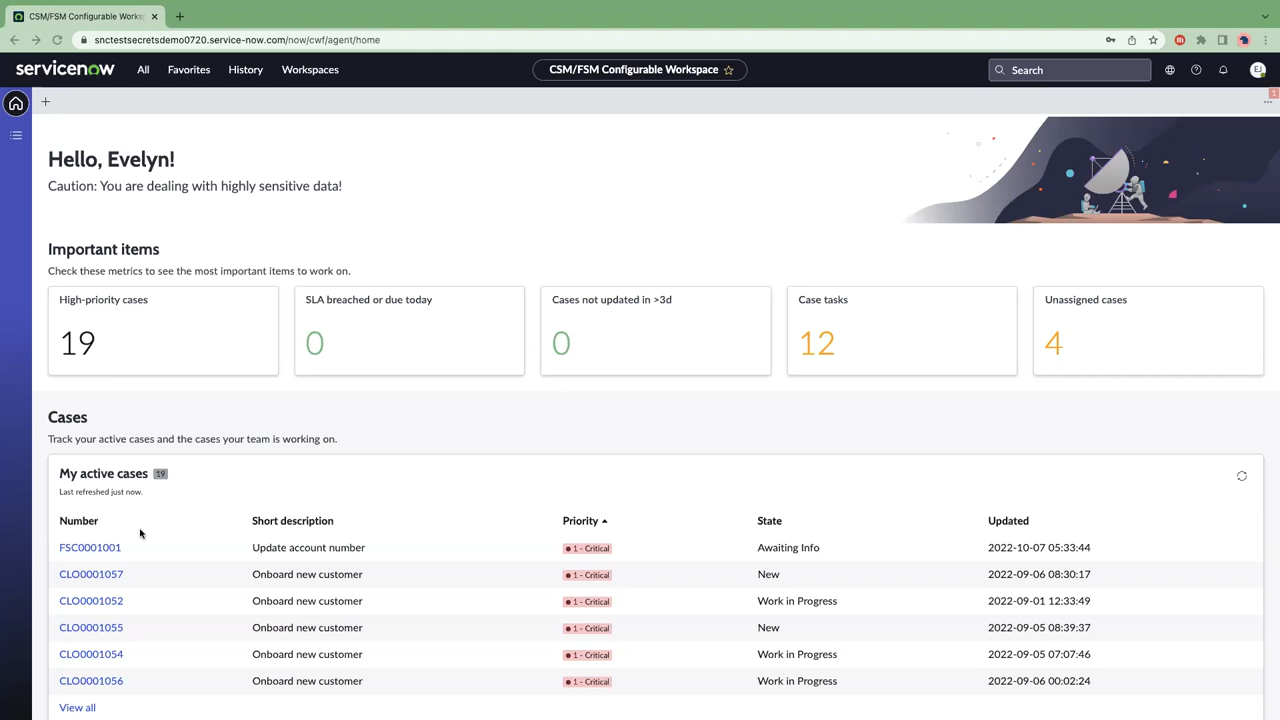 CSM/FSM Configurable Works
snctestsecretsdemo0720.service-now.com/now/cwf/agent/home
servicenow All Favorites History Workspaces CSM/FSM Configurable Workspace Search EJ
1
Hello, Evelyn!
Caution: You are dealing with highly sensitive data!
Important items
Check these metrics to see the most important items to work on.
High-priority cases SLA breached or due today Cases not updated in >3d Case tasks Unassigned cases
19 0 0 12 4
Cases
Track your active cases and the cases your team is working on.
My active cases 19
Last refreshed just now.
Number Short description Priority State Updated
FSC0001001 Update account number 1 - Critical Awaiting Info 2022-10-07 05:33:44
CLO0001057 Onboard new customer 1 - Critical New 2022-09-06 08:30:17
CLO0001052 Onboard new customer 1 - Critical Work in Progress 2022-09-01 12:33:49
CLO0001055 Onboard new customer 1 - Critical New 2022-09-05 08:39:37
CLO0001054 Onboard new customer 1 - Critical Work in Progress 2022-09-05 07:07:46
CLO0001056 Onboard new customer 1 - Critical Work in Progress 2022-09-06 00:02:24
View all